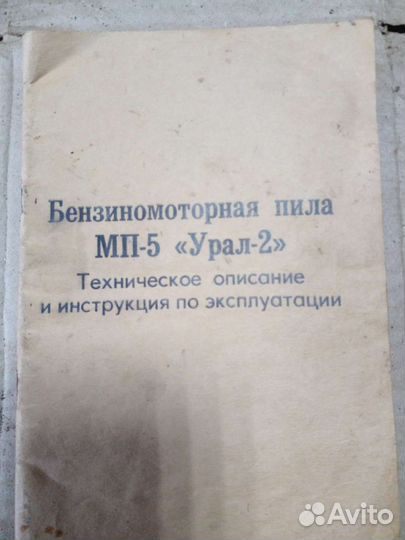 Бензиномоторная пила
МП-5 «Урал-2»
Техническое описание
и инструкция по эксплуатации
Avito